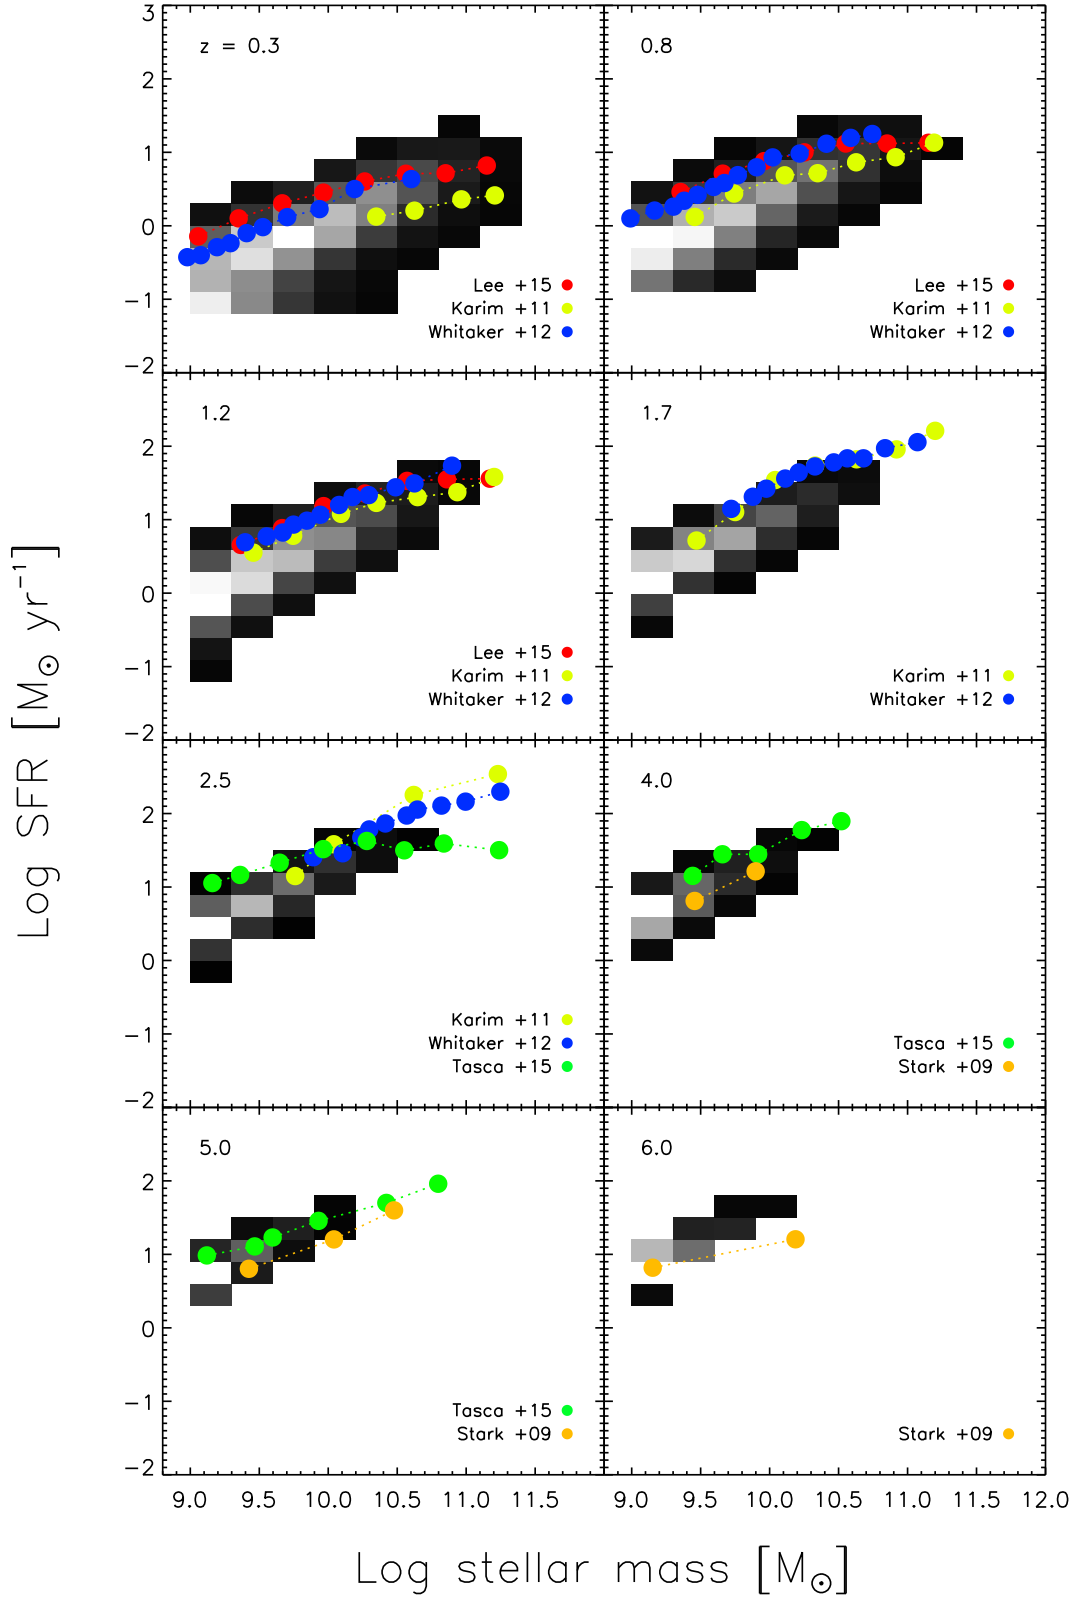 3
2
1
0
−1
−2
z = 0.3
Lee +15
Karim +11
Whitaker +12
0.8
Lee +15
Karim +11
Whitaker +12
2
1
0
−1
−2
1.2
Lee +15
Karim +11
Whitaker +12
1.7
Karim +11
Whitaker +12
2
1
0
−1
−2
2.5
Karim +11
Whitaker +12
Tasca +15
4.0
Tasca +15
Stark +09
2
1
0
−1
−2
5.0
Tasca +15
Stark +09
6.0
Stark +09
9.0 9.5 10.0 10.5 11.0 11.5
9.0 9.5 10.0 10.5 11.0 11.5 12.0
Log SFR [M⊙ yr⁻¹]
Log stellar mass [M⊙]